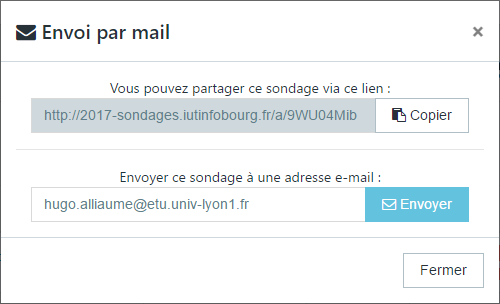 Envoi par mail
×
Vous pouvez partager ce sondage via ce lien :
http://2017-sondages.iutinfobourg.fr/a/9WU04Mib Copier
Envoyer ce sondage à une adresse e-mail :
hugo.alliaume@etu.univ-lyon1.fr Envoyer
Fermer